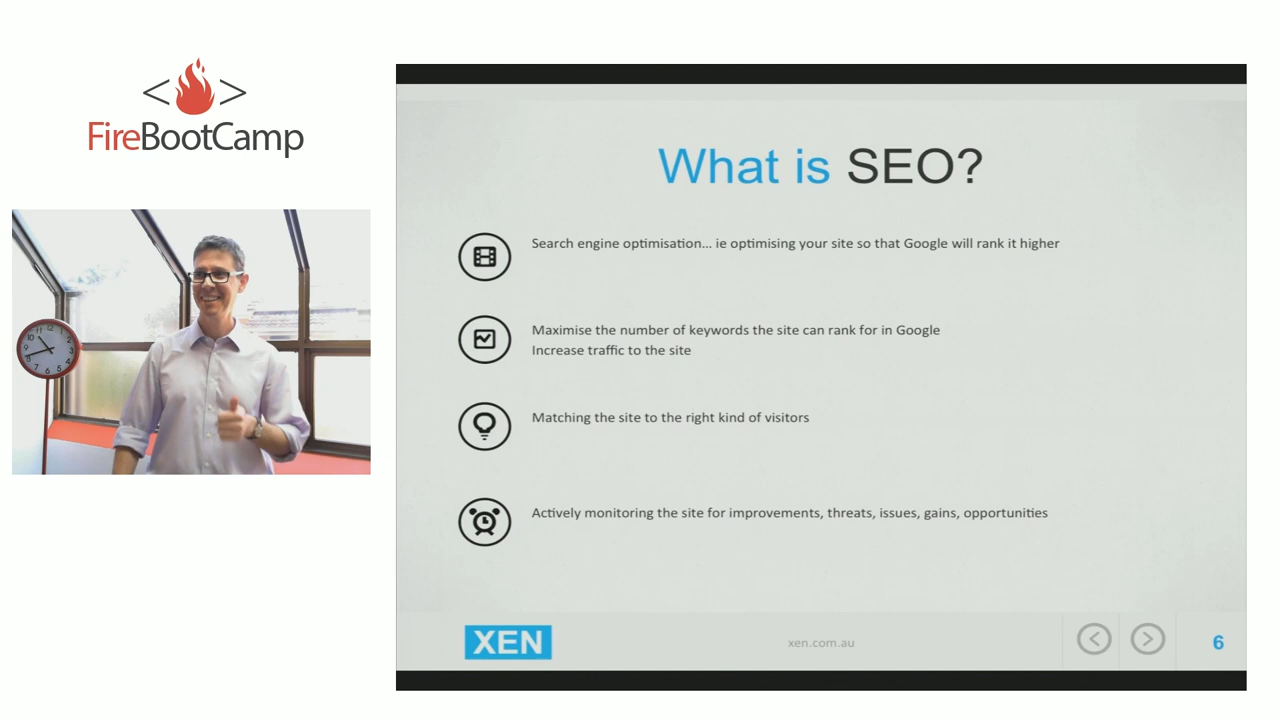 FireBootCamp
What is SEO?
Search engine optimisation... ie optimising your site so that Google will rank it higher
Maximise the number of keywords the site can rank for in Google
Increase traffic to the site
Matching the site to the right kind of visitors
Actively monitoring the site for improvements, threats, issues, gains, opportunities
XEN
xen.com.au
6